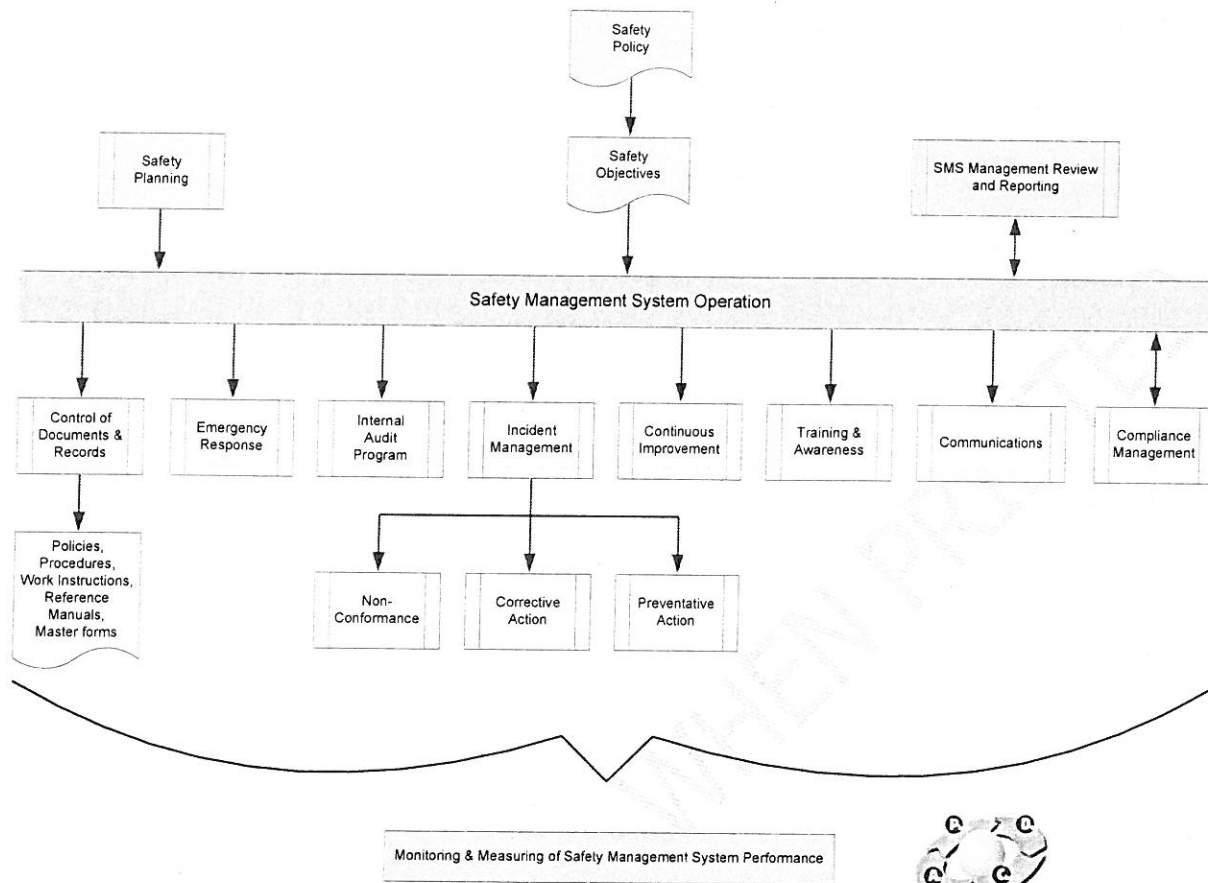 Safety
Policy
Safety
Planning
Safety
Objectives
SMS Management Review
and Reporting
Safety Management System Operation
Control of
Documents &
Records
Emergency
Response
Internal
Audit
Program
Incident
Management
Continuous
Improvement
Training &
Awareness
Communications
Compliance
Management
Policies,
Procedures,
Work Instructions,
Reference
Manuals,
Master forms
Non-
Conformance
Corrective
Action
Preventative
Action
WHEN PRINTED
Monitoring & Measuring of Safety Management System Performance
P
D
A
C